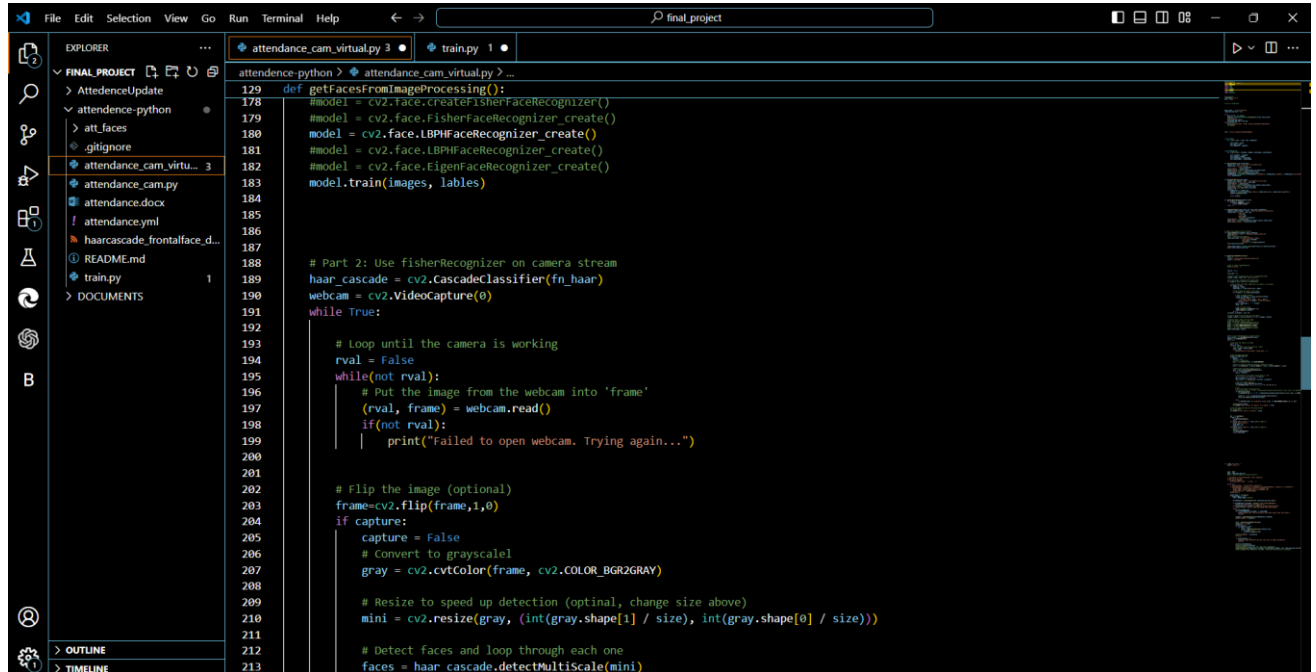 File Edit Selection View Go Run Terminal Help
final_project
EXPLORER
FINAL_PROJECT
AttedenceUpdate
attendence-python
att_faces
.gitignore
attendance_cam_virtu... 3
attendance_cam.py
attendance.docx
attendance.yml
haarcascade_frontalface_d...
README.md
train.py 1
DOCUMENTS
OUTLINE
TIMELINE
2
1
B
attendance_cam_virtual.py 3 train.py 1
attendence-python > attendance_cam_virtual.py > ...
129 def getFacesFromImageProcessing():
178 #model = cv2.face.createFisherFaceRecognizer()
179 #model = cv2.face.FisherFaceRecognizer_create()
180 model = cv2.face.LBPHFaceRecognizer_create()
181 #model = cv2.face.LBPHFaceRecognizer_create()
182 #model = cv2.face.EigenFaceRecognizer_create()
183 model.train(images, lables)
184
185
186
187
188 # Part 2: Use fisherRecognizer on camera stream
189 haar_cascade = cv2.CascadeClassifier(fn_haar)
190 webcam = cv2.VideoCapture(0)
191 while True:
192
193 # Loop until the camera is working
194 rval = False
195 while(not rval):
196 # Put the image from the webcam into 'frame'
197 (rval, frame) = webcam.read()
198 if(not rval):
199 print("Failed to open webcam. Trying again...")
200
201
202 # Flip the image (optional)
203 frame=cv2.flip(frame,1,0)
204 if capture:
205 capture = False
206 # Convert to grayscalel
207 gray = cv2.cvtColor(frame, cv2.COLOR_BGR2GRAY)
208
209 # Resize to speed up detection (optinal, change size above)
210 mini = cv2.resize(gray, (int(gray.shape[1] / size), int(gray.shape[0] / size)))
211
212 # Detect faces and loop through each one
213 faces = haar_cascade.detectMultiScale(mini)